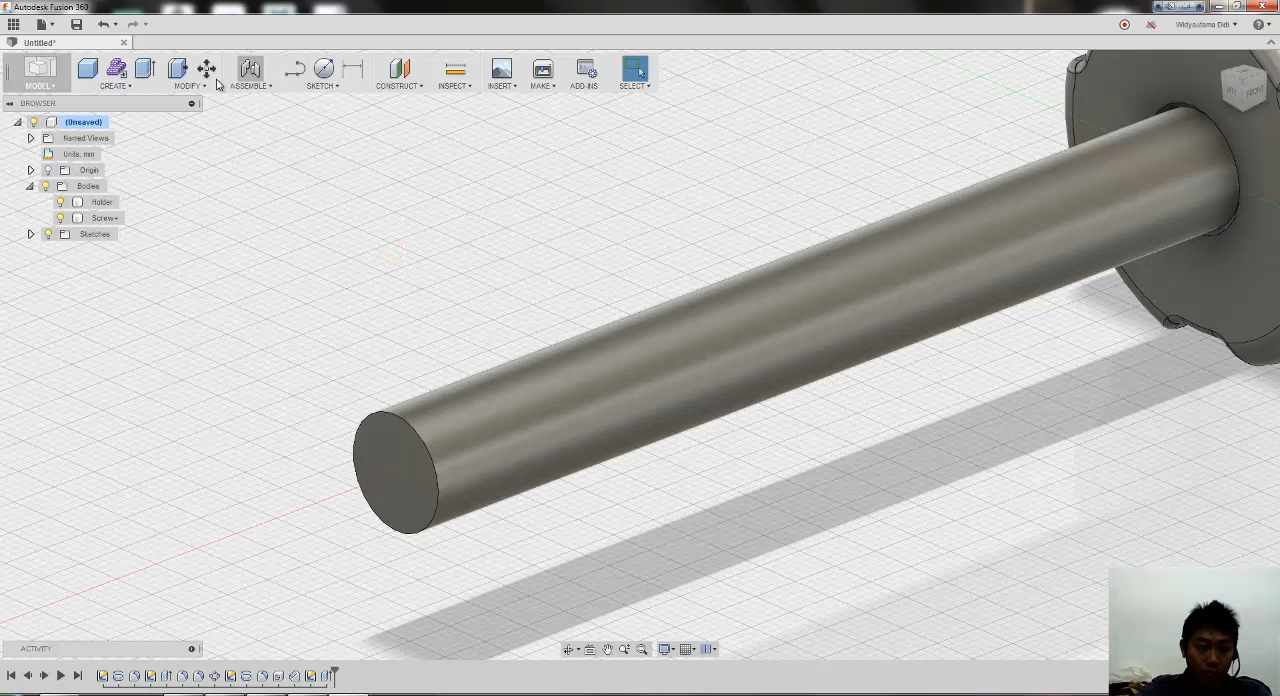 Autodesk Fusion 360
Widyautama Didi
Untitled*
MODEL
CREATE
MODIFY
ASSEMBLE
SKETCH
CONSTRUCT
INSPECT
INSERT
MAKE
ADD-INS
SELECT
BROWSER
(Unsaved)
Named Views
Units: mm
Origin
Bodies
Holder
Screw+
Sketches
FRONT
ACTIVITY